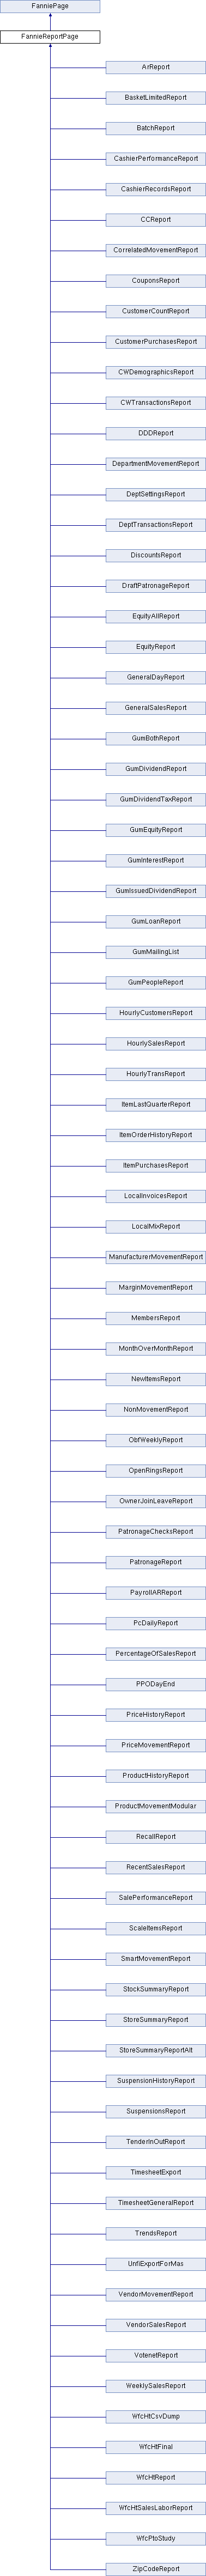 FanniePage
FannieReportPage
ArReport
BasketLimitedReport
BatchReport
CashierPerformanceReport
CashierRecordsReport
CCReport
CorrelatedMovementReport
CouponsReport
CustomerCountReport
CustomerPurchasesReport
CWDemographicsReport
CWTransactionsReport
DDDReport
DepartmentMovementReport
DeptSettingsReport
DeptTransactionsReport
DiscountsReport
DraftPatronageReport
EquityAllReport
EquityReport
GeneralDayReport
GeneralSalesReport
GumBothReport
GumDividendReport
GumDividendTaxReport
GumEquityReport
GumInterestReport
GumIssuedDividendReport
GumLoanReport
GumMailingList
GumPeopleReport
HourlyCustomersReport
HourlySalesReport
HourlyTransReport
ItemLastQuarterReport
ItemOrderHistoryReport
ItemPurchasesReport
LocalInvoicesReport
LocalMixReport
ManufacturerMovementReport
MarginMovementReport
MembersReport
MonthOverMonthReport
NewItemsReport
NonMovementReport
ObfWeeklyReport
OpenRingsReport
OwnerJoinLeaveReport
PatronageChecksReport
PatronageReport
PayrollARReport
PcDailyReport
PercentageOfSalesReport
PPODayEnd
PriceHistoryReport
PriceMovementReport
ProductHistoryReport
ProductMovementModular
RecallReport
RecentSalesReport
SalePerformanceReport
ScaleItemsReport
SmartMovementReport
StockSummaryReport
StoreSummaryReport
StoreSummaryReportAlt
SuspensionHistoryReport
SuspensionsReport
TenderInOutReport
TimesheetExport
TimesheetGeneralReport
TrendsReport
UnfiExportForMas
VendorMovementReport
VendorSalesReport
VotenetReport
WeeklySalesReport
WfcHtCsvDump
WfcHtFinal
WfcHtReport
WfcHtSalesLaborReport
WfcPtoStudy
ZipCodeReport